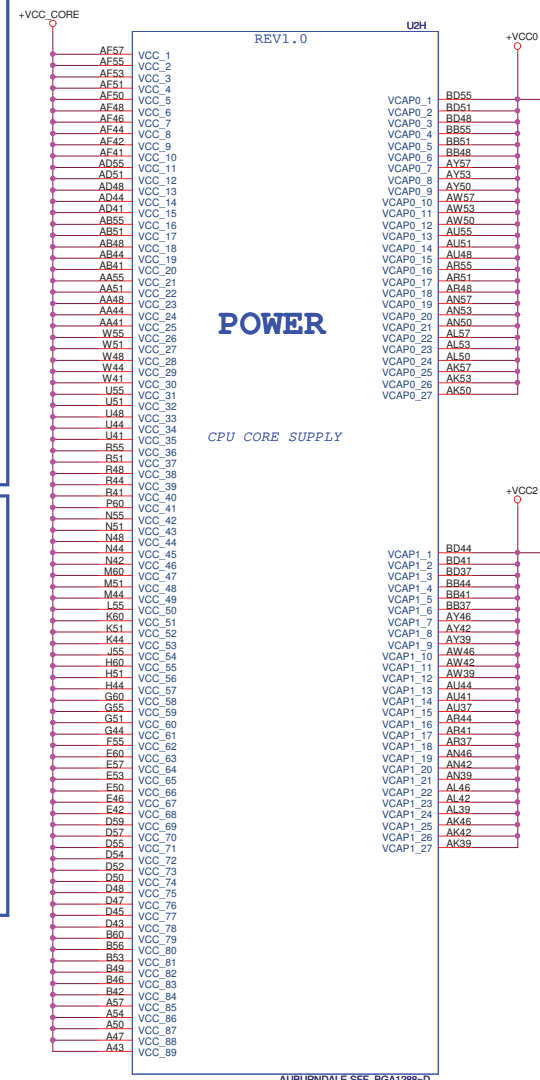 +VCC_CORE
U2H
REV1.0
+VCC0
AF57 VCC_1
AF55 VCC_2
AF53 VCC_3
AF51 VCC_4
AF50 VCC_5
AF48 VCC_6
AF46 VCC_7
AF44 VCC_8
AF42 VCC_9
AF41 VCC_10
AD55 VCC_11
AD51 VCC_12
AD48 VCC_13
AD44 VCC_14
AD41 VCC_15
AB55 VCC_16
AB51 VCC_17
AB48 VCC_18
AB44 VCC_19
AB41 VCC_20
AA55 VCC_21
AA51 VCC_22
AA48 VCC_23
AA44 VCC_24
AA41 VCC_25
W55 VCC_26
W51 VCC_27
W48 VCC_28
W44 VCC_29
W41 VCC_30
U55 VCC_31
U51 VCC_32
U48 VCC_33
U44 VCC_34
U41 VCC_35
R55 VCC_36
R51 VCC_37
R48 VCC_38
R44 VCC_39
R41 VCC_40
P60 VCC_41
N55 VCC_42
N51 VCC_43
N48 VCC_44
N44 VCC_45
N42 VCC_46
M60 VCC_47
M51 VCC_48
M44 VCC_49
L55 VCC_50
K60 VCC_51
K51 VCC_52
K44 VCC_53
J55 VCC_54
H60 VCC_55
H51 VCC_56
H44 VCC_57
G60 VCC_58
G55 VCC_59
G51 VCC_60
G44 VCC_61
F55 VCC_62
E60 VCC_63
E57 VCC_64
E53 VCC_65
E50 VCC_66
E46 VCC_67
E42 VCC_68
D59 VCC_69
D57 VCC_70
D55 VCC_71
D54 VCC_72
D52 VCC_73
D50 VCC_74
D48 VCC_75
D47 VCC_76
D45 VCC_77
D43 VCC_78
B60 VCC_79
B56 VCC_80
B53 VCC_81
B49 VCC_82
B46 VCC_83
B42 VCC_84
A57 VCC_85
A54 VCC_86
A50 VCC_87
A47 VCC_88
A43 VCC_89
POWER
CPU CORE SUPPLY
VCAP0_1 BD55
VCAP0_2 BD51
VCAP0_3 BD48
VCAP0_4 BB55
VCAP0_5 BB51
VCAP0_6 BB48
VCAP0_7 AY57
VCAP0_8 AY53
VCAP0_9 AY50
VCAP0_10 AW57
VCAP0_11 AW53
VCAP0_12 AW50
VCAP0_13 AU55
VCAP0_14 AU51
VCAP0_15 AU48
VCAP0_16 AR55
VCAP0_17 AR51
VCAP0_18 AR48
VCAP0_19 AN57
VCAP0_20 AN53
VCAP0_21 AN50
VCAP0_22 AL57
VCAP0_23 AL53
VCAP0_24 AL50
VCAP0_25 AK57
VCAP0_26 AK53
VCAP0_27 AK50
+VCC2
VCAP1_1 BD44
VCAP1_2 BD41
VCAP1_3 BD37
VCAP1_4 BB44
VCAP1_5 BB41
VCAP1_6 BB37
VCAP1_7 AY46
VCAP1_8 AY42
VCAP1_9 AY39
VCAP1_10 AW46
VCAP1_11 AW42
VCAP1_12 AW39
VCAP1_13 AU44
VCAP1_14 AU41
VCAP1_15 AU37
VCAP1_16 AR44
VCAP1_17 AR41
VCAP1_18 AR37
VCAP1_19 AN46
VCAP1_20 AN42
VCAP1_21 AN39
VCAP1_22 AL46
VCAP1_23 AL42
VCAP1_24 AL39
VCAP1_25 AK46
VCAP1_26 AK42
VCAP1_27 AK39
AUBURNDALE SFF_BGA1288~D